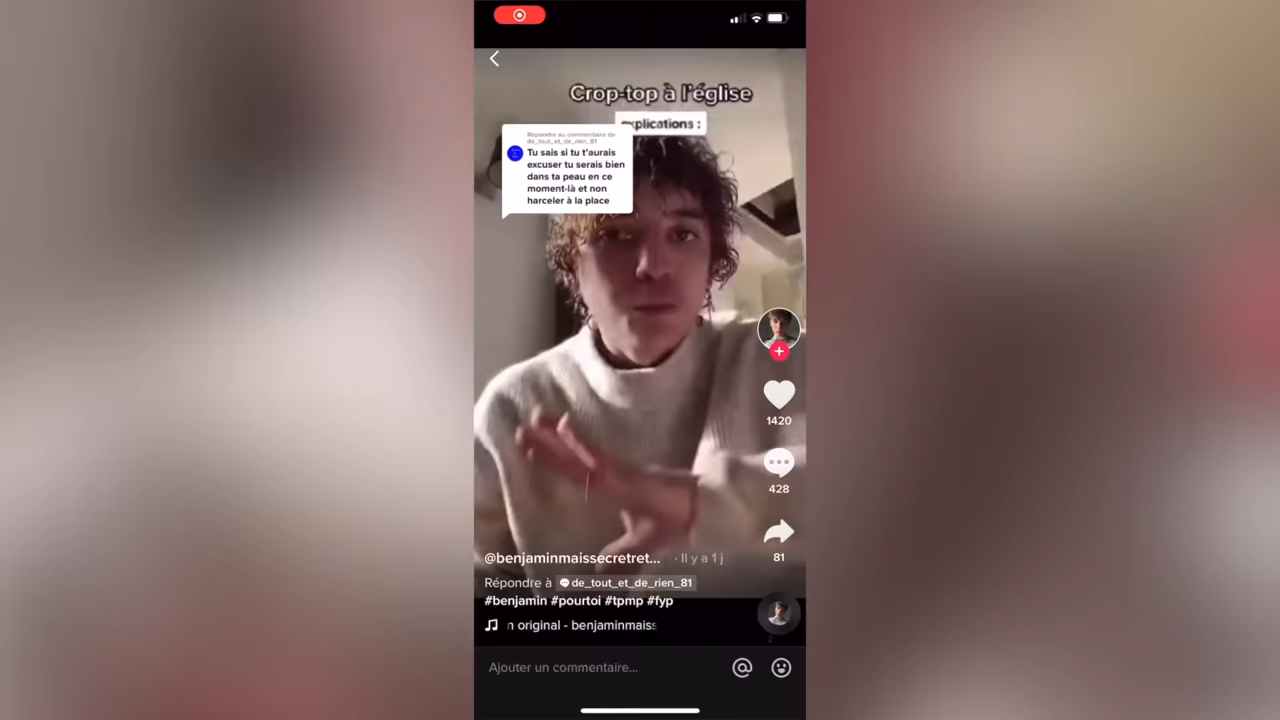 Crop-top à l'église
explications :
Répondre au commentaire de
de_tout_et_de_rien_81
Tu sais si tu t'aurais
excuser tu serais bien
dans ta peau en ce
moment-là et non
harceler à la place
1420
428
81
@benjaminmaissecretret... · Il y a 1 j
Répondre à de_tout_et_de_rien_81
#benjamin #pourtoi #tpmp #fyp
n original - benjaminmaiss
Ajouter un commentaire...